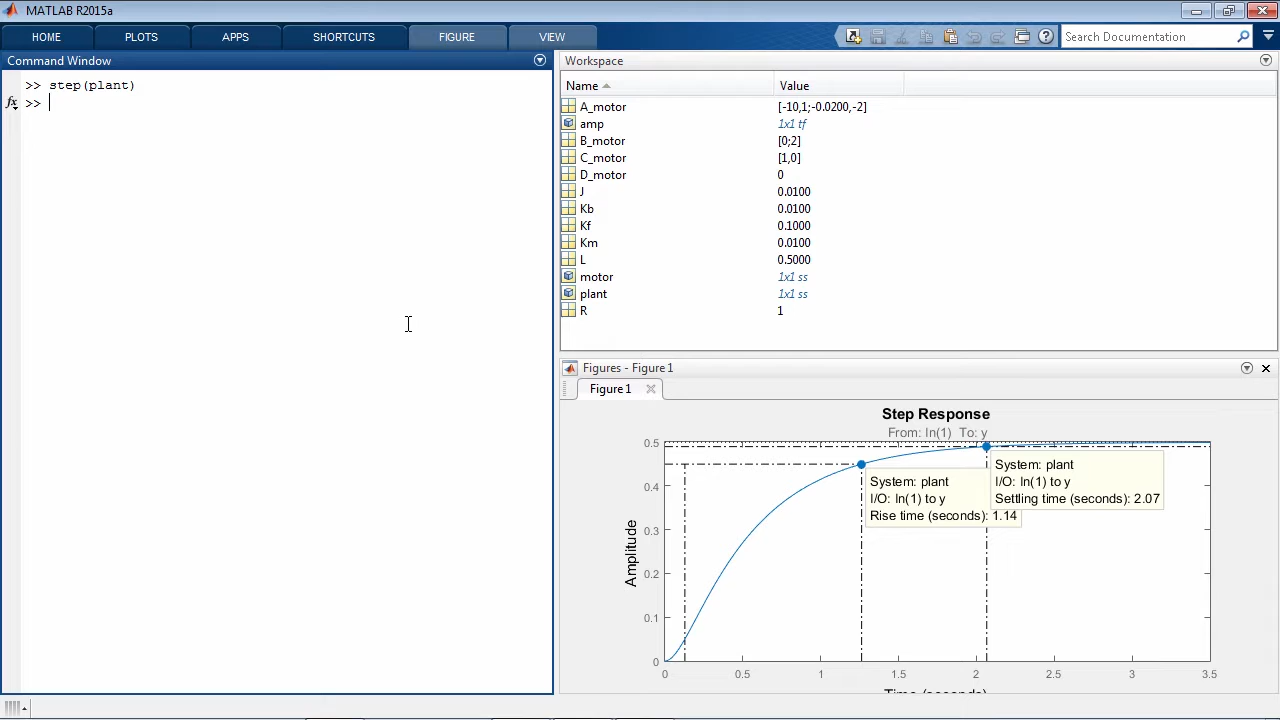 MATLAB R2015a
HOME PLOTS APPS SHORTCUTS FIGURE VIEW Search Documentation
Command Window
>> step(plant)
fx >>
Workspace
Name Value
A_motor [-10,1;-0.0200,-2]
amp 1x1 tf
B_motor [0;2]
C_motor [1,0]
D_motor 0
J 0.0100
Kb 0.0100
Kf 0.1000
Km 0.0100
L 0.5000
motor 1x1 ss
plant 1x1 ss
R 1
Figures - Figure 1
Figure 1
Step Response
From: In(1) To: y
Amplitude
0.5
0.4
0.3
0.2
0.1
0
System: plant
I/O: In(1) to y
Rise time (seconds): 1.14
System: plant
I/O: In(1) to y
Settling time (seconds): 2.07
0 0.5 1 1.5 2 2.5 3 3.5
Time (seconds)